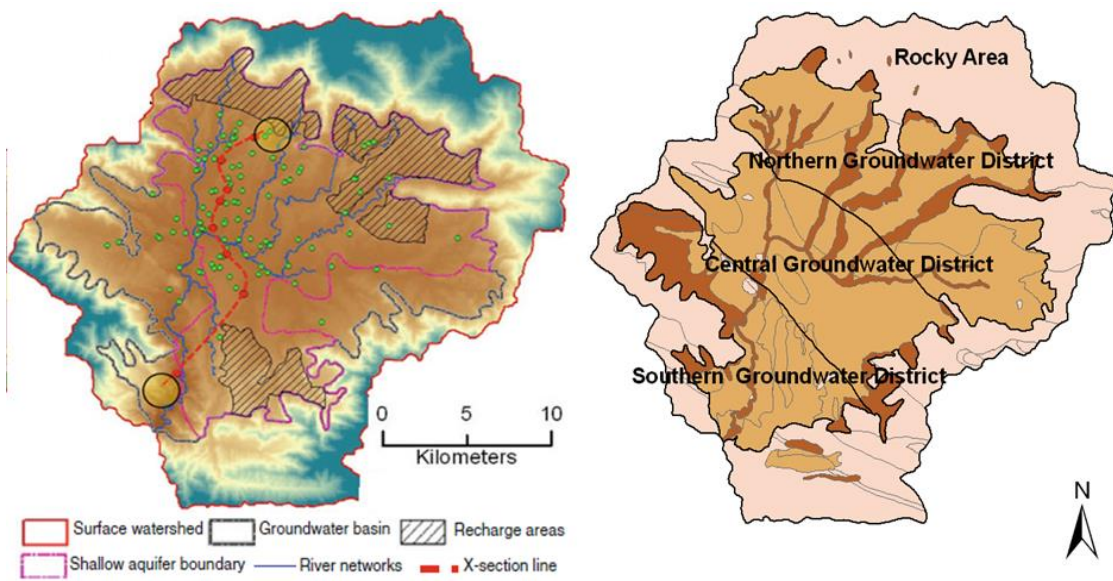 Rocky Area
Northern Groundwater District
Central Groundwater District
Southern Groundwater District
0 5 10
Kilometers
Surface watershed Groundwater basin Recharge areas
Shallow aquifer boundary River networks X-section line
N